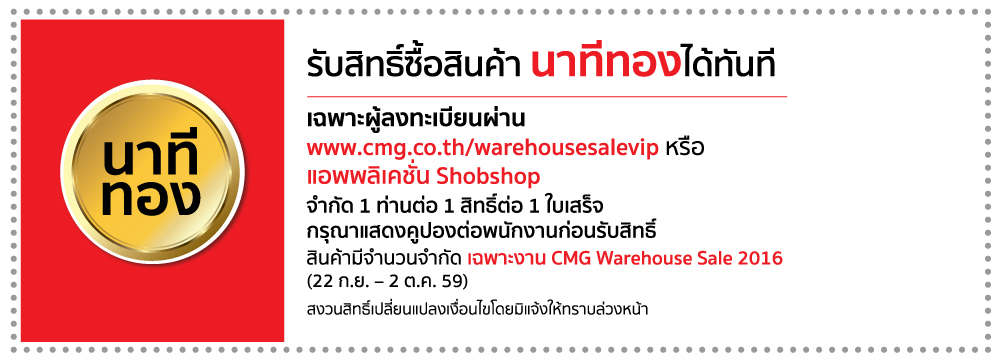 นาที
ทอง
รับสิทธิ์ซื้อสินค้า นาทีทองได้ทันที
เฉพาะผู้ลงทะเบียนผ่าน
www.cmg.co.th/warehousesalevip หรือ
แอพพลิเคชั่น Shobshop
จำกัด 1 ท่านต่อ 1 สิทธิ์ต่อ 1 ใบเสร็จ
กรุณาแสดงคูปองต่อพนักงานก่อนรับสิทธิ์
สินค้ามีจำนวนจำกัด เฉพาะงาน CMG Warehouse Sale 2016
(22 ก.ย. – 2 ต.ค. 59)
สงวนสิทธิ์เปลี่ยนแปลงเงื่อนไขโดยมิแจ้งให้ทราบล่วงหน้า